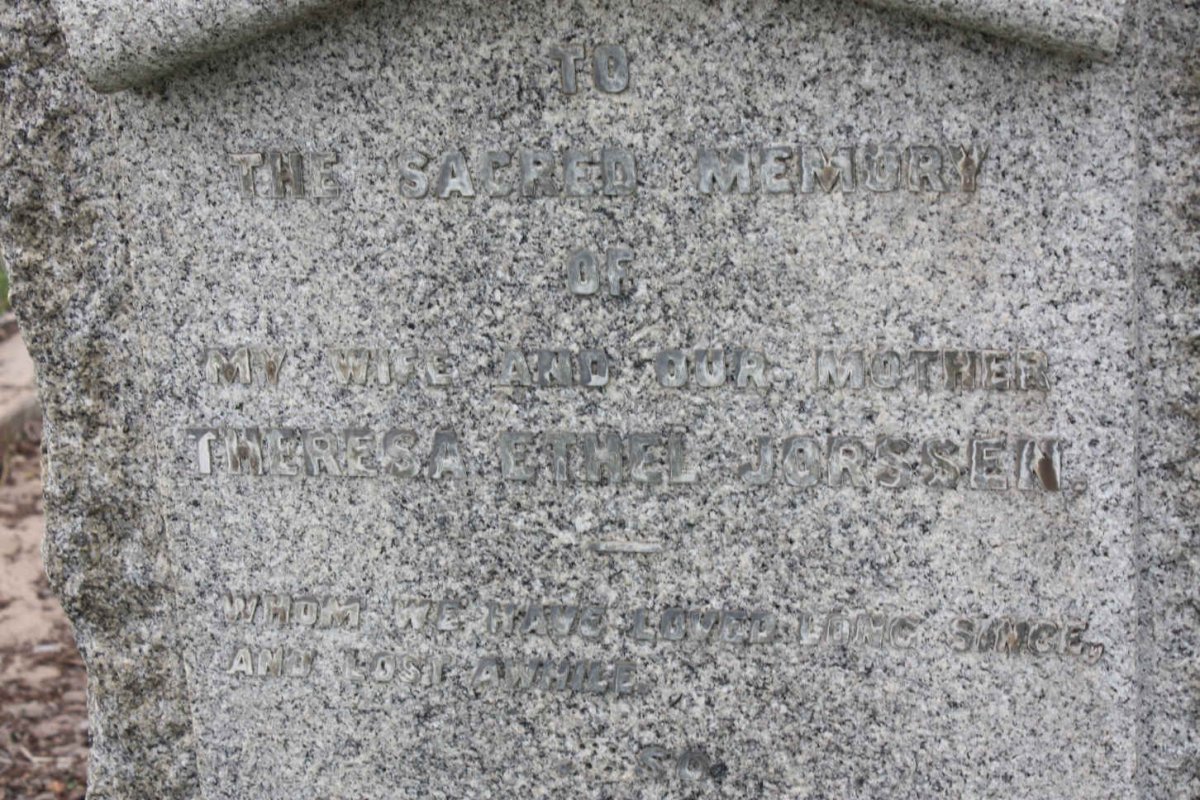 TO
THE SACRED MEMORY
OF
MY WIFE AND OUR MOTHER
THERESA ETHEL JORSSEN.
WHOM WE HAVE LOVED LONG SINCE,
AND LOST AWHILE.